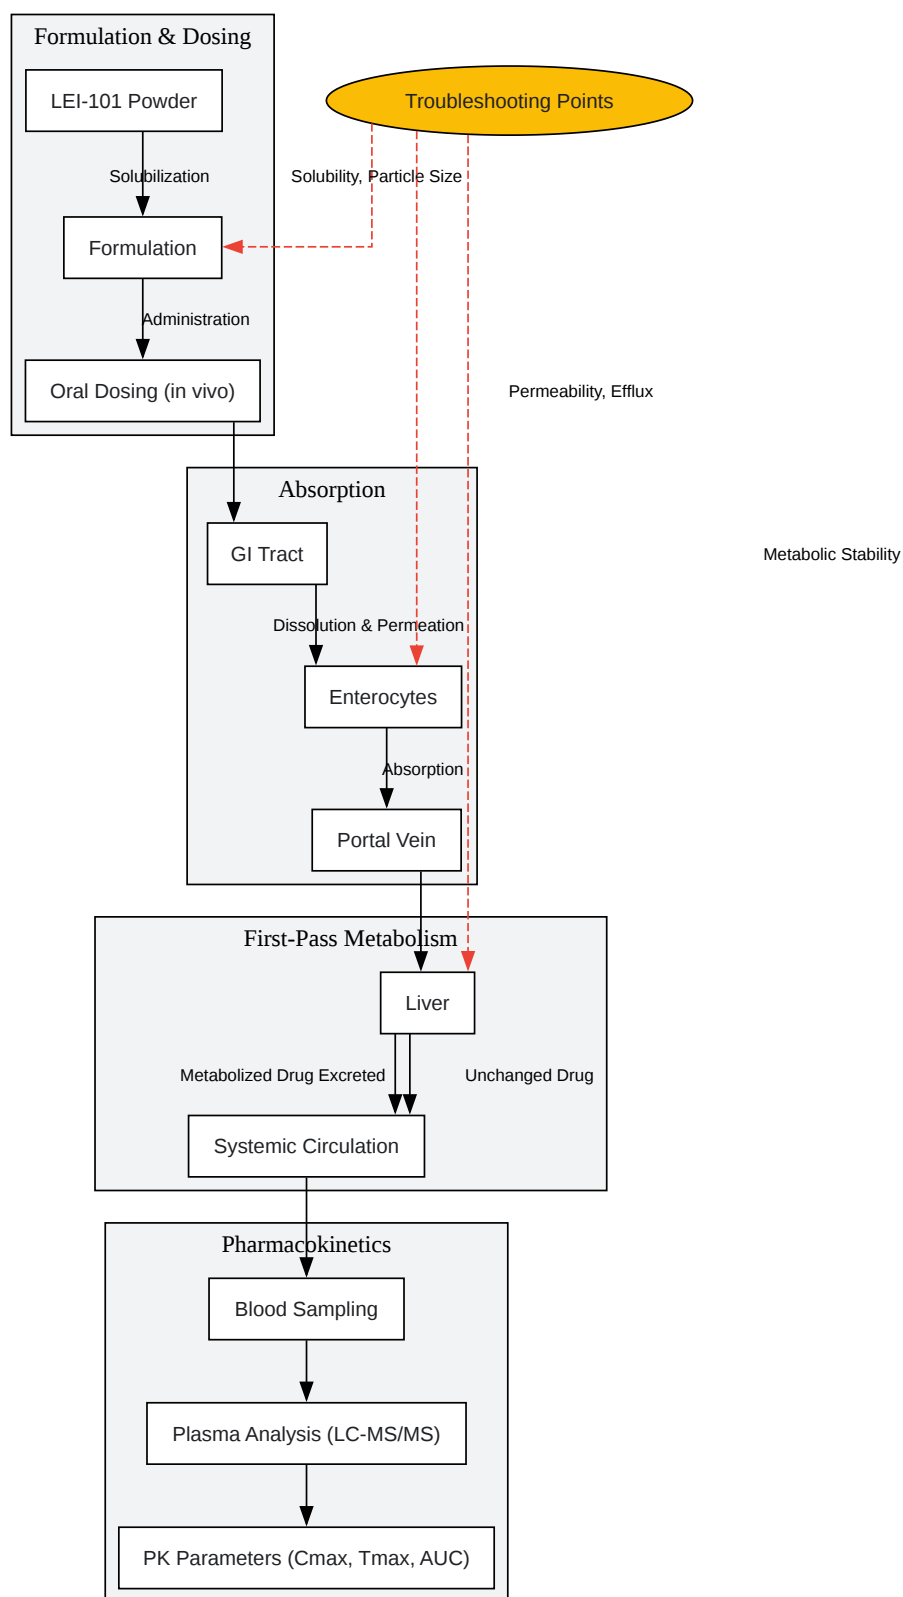 Formulation & Dosing
LEI-101 Powder
Troubleshooting Points
Solubilization
Solubility, Particle Size
Formulation
Administration
Oral Dosing (in vivo)
Permeability, Efflux
Absorption
GI Tract
Metabolic Stability
Dissolution & Permeation
Enterocytes
Absorption
Portal Vein
First-Pass Metabolism
Liver
Metabolized Drug Excreted
Unchanged Drug
Systemic Circulation
Pharmacokinetics
Blood Sampling
Plasma Analysis (LC-MS/MS)
PK Parameters (Cmax, Tmax, AUC)